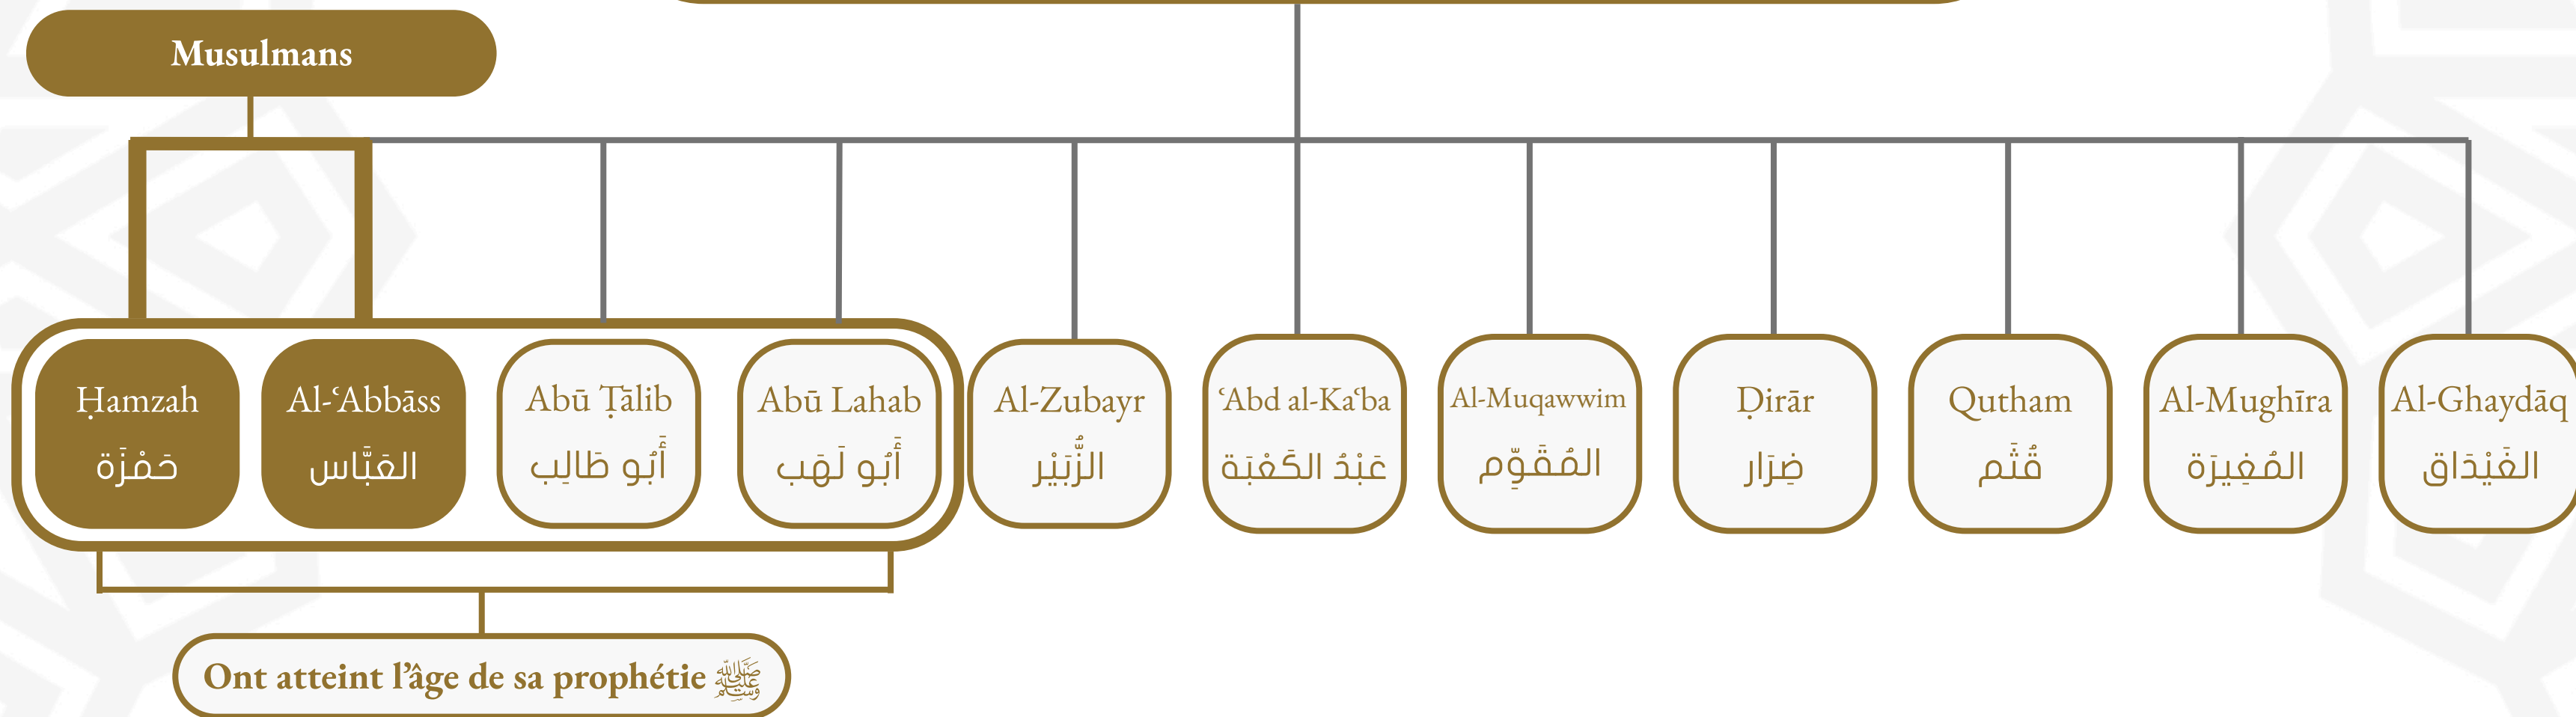 Musulmans
Ḥamzah
حَمْزَة
Al-ʿAbbāss
العَبَّاس
Abū Ṭālib
أَبُو طَالِب
Abū Lahab
أَبُو لَهَب
Al-Zubayr
الزُّبَيْر
ʿAbd al-Kaʿba
عَبْدُ الكَعْبَة
Al-Muqawwim
المُقَوِّم
Ḍirār
ضِرَار
Qutham
قُثَم
Al-Mughīra
المُغِيرَة
Al-Ghaydāq
الغَيْدَاق
Ont atteint l’âge de sa prophétie ﷺ